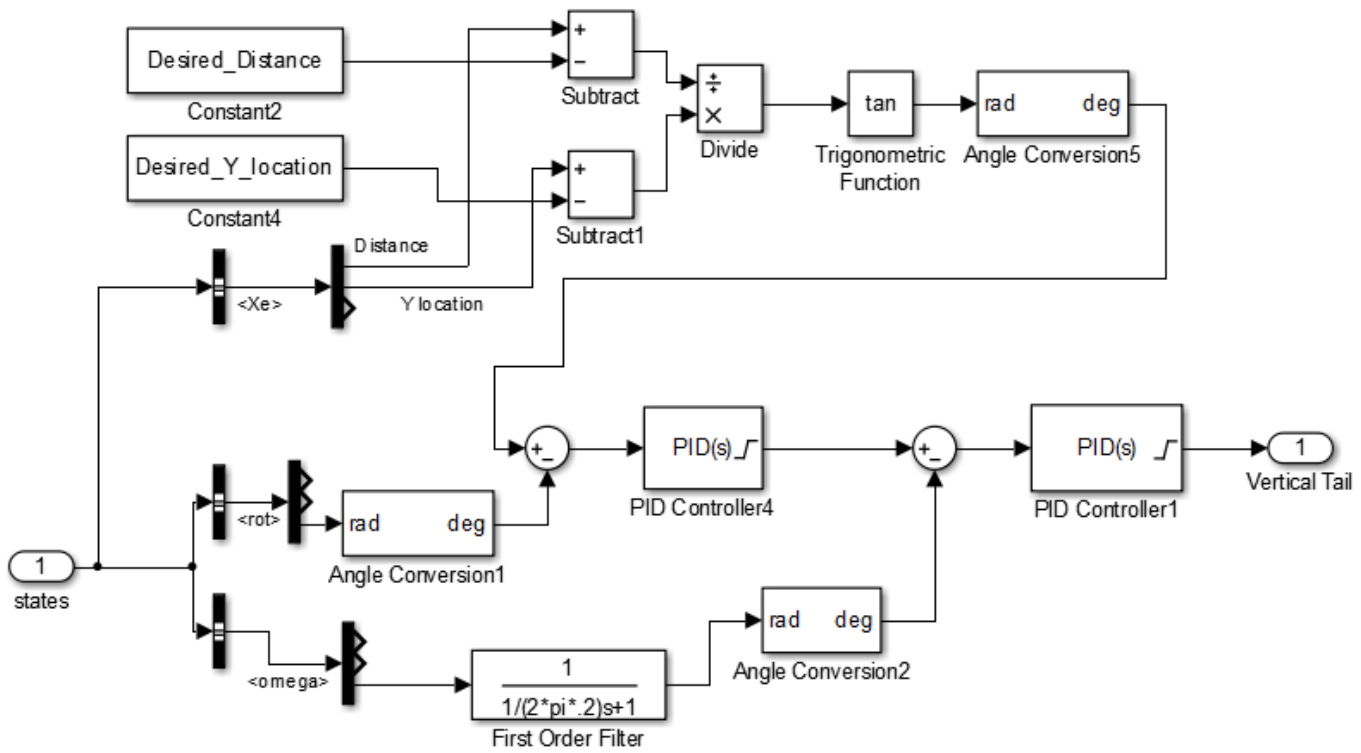 Desired_Distance
Constant2
+
−
Subtract
÷
×
Divide
tan
Trigonometric
Function
rad deg
Angle Conversion5
Desired_Y_location
Constant4
+
−
Subtract1
Distance
<Xe>
Y location
1
states
<rot>
rad deg
Angle Conversion1
+
−
PID(s)
PID Controller4
+
−
PID(s)
PID Controller1
1
Vertical Tail
<omega>
1
1/(2*pi*.2)s+1
First Order Filter
rad deg
Angle Conversion2